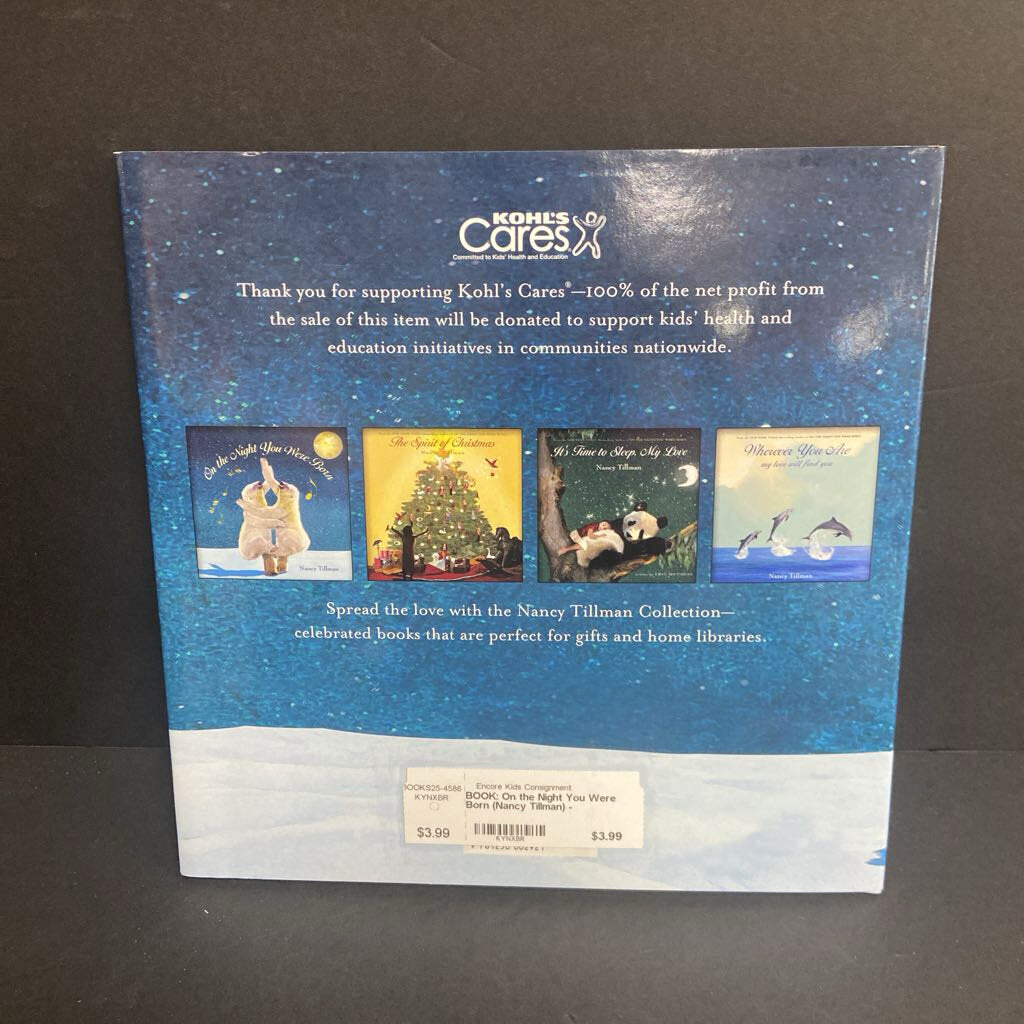 KOHL'S
Cares®
Committed to Kids' Health and Education
Thank you for supporting Kohl's Cares®—100% of the net profit from
the sale of this item will be donated to support kids' health and
education initiatives in communities nationwide.
On the Night You Were Born
Nancy Tillman
The Spirit of Christmas
Nancy Tillman
It's Time to Sleep, My Love
Nancy Tillman
Wherever You Are
my love will find you
Nancy Tillman
Spread the love with the Nancy Tillman Collection—
celebrated books that are perfect for gifts and home libraries.
OOKS25-4586
KYNXBR
$3.99
Encore Kids Consignment
BOOK: On the Night You Were
Born (Nancy Tillman) -
KYNXBR
$3.99